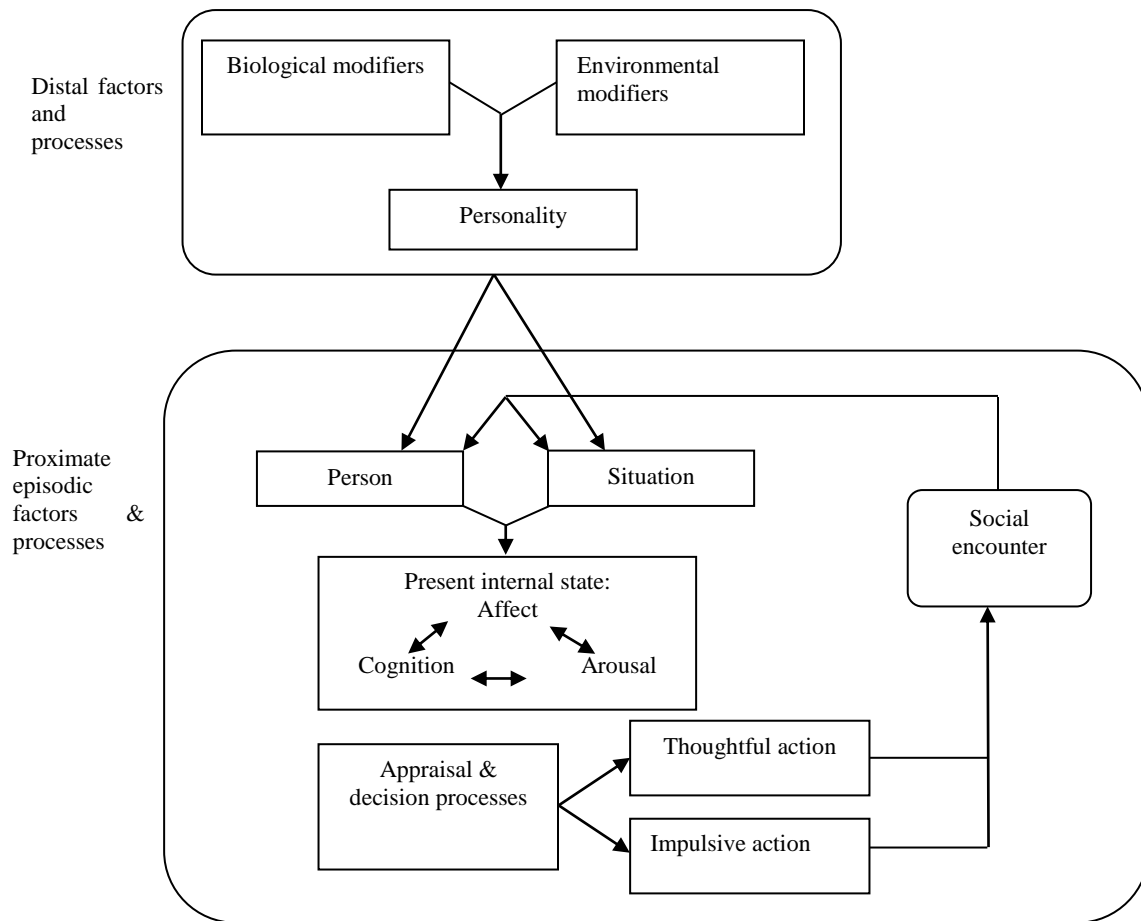 Biological modifiers
Environmental
modifiers
Distal factors
and
processes
Personality
Proximate
episodic
factors &
processes
Person
Situation
Social
encounter
Present internal state:
Affect
Cognition
Arousal
Appraisal &
decision processes
Thoughtful action
Impulsive action